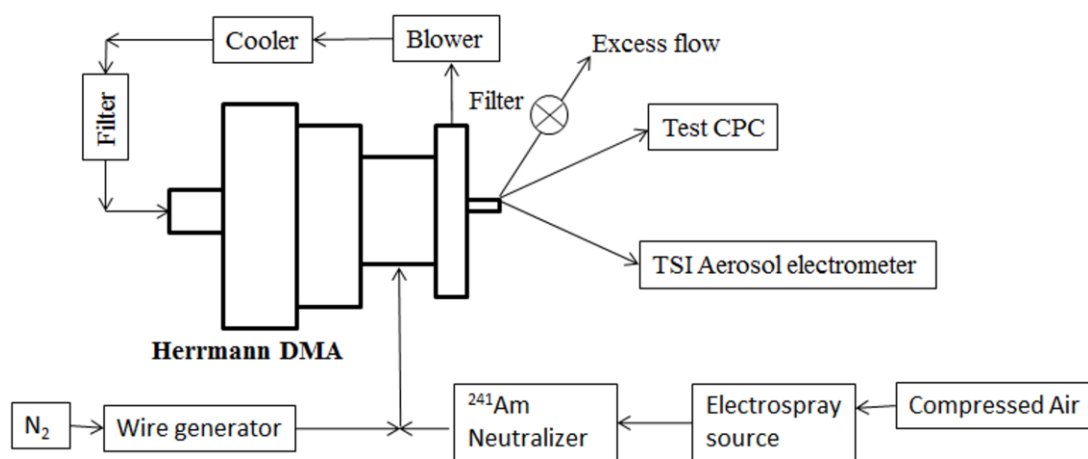 Cooler
Blower
Excess flow
Filter
Filter
Test CPC
TSI Aerosol electrometer
Herrmann DMA
N₂
Wire generator
²⁴¹Am
Neutralizer
Electrospray
source
Compressed Air